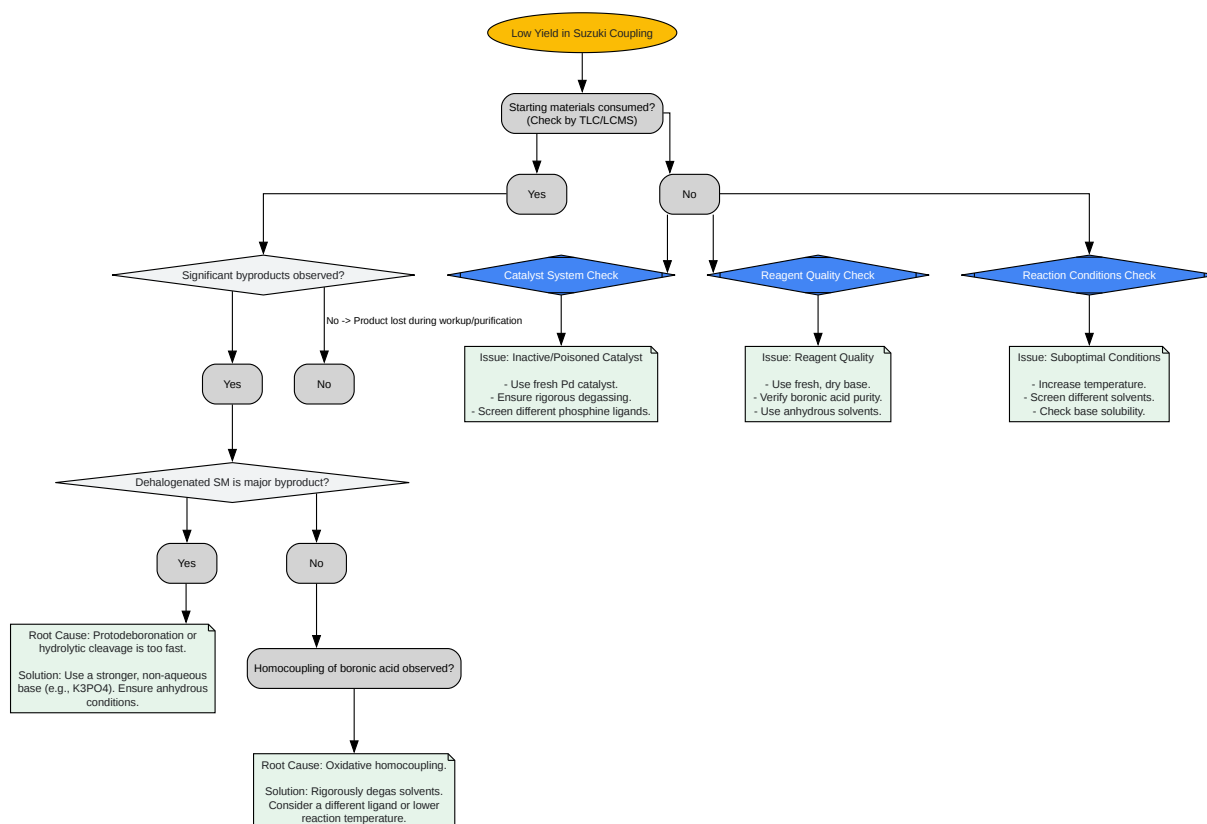 Low Yield in Suzuki Coupling
Starting materials consumed?
(Check by TLC/LCMS)
Yes
No
Significant byproducts observed?
Catalyst System Check
Reagent Quality Check
Reaction Conditions Check
No -> Product lost during workup/purification
Issue: Inactive/Poisoned Catalyst
- Use fresh Pd catalyst.
- Ensure rigorous degassing.
- Screen different phosphine ligands.
Issue: Reagent Quality
- Use fresh, dry base.
- Verify boronic acid purity.
- Use anhydrous solvents.
Issue: Suboptimal Conditions
- Increase temperature.
- Screen different solvents.
- Check base solubility.
Yes
No
Dehalogenated SM is major byproduct?
Yes
No
Root Cause: Protodeboronation or
hydrolytic cleavage is too fast.
Solution: Use a stronger, non-aqueous
base (e.g., K3PO4). Ensure anhydrous
conditions.
Homocoupling of boronic acid observed?
Root Cause: Oxidative homocoupling.
Solution: Rigorously degas solvents.
Consider a different ligand or lower
reaction temperature.